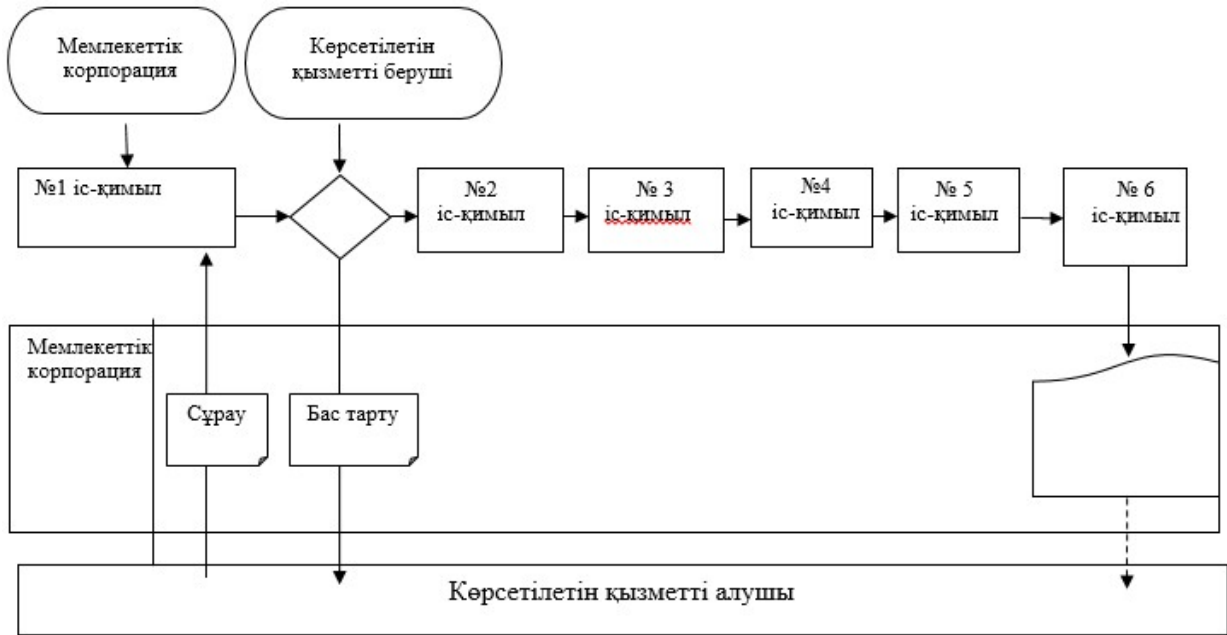 Мемлекеттік
корпорация
Көрсетілетін
қызметті беруші
№1 іс-қимыл
№2
іс-қимыл
№ 3
іс-қимыл
№4
іс-қимыл
№ 5
іс-қимыл
№ 6
іс-қимыл
Мемлекеттік
корпорация
Сұрау
Бас тарту
Көрсетілетін қызметті алушы